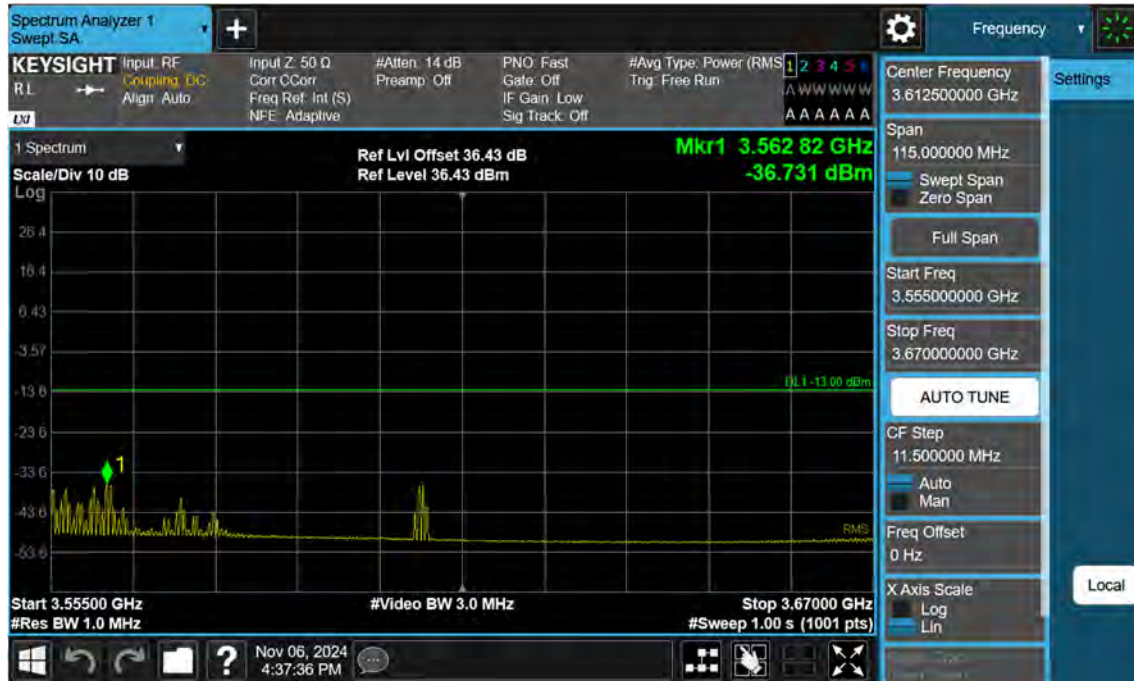 Spectrum Analyzer 1
Swept SA
+
Frequency
KEYSIGHT
RL
LXI
Input: RF
Coupling: DC
Align: Auto
Input Z: 50 Ω
Corr CCorr
Freq Ref: Int (S)
NFE: Adaptive
#Atten: 14 dB
Preamp: Off
PNO: Fast
Gate: Off
IF Gain: Low
Sig Track: Off
#Avg Type: Power (RMS
Trig: Free Run
1 2 3 4 5 6
A W W W W W
A A A A A A
1 Spectrum
Scale/Div 10 dB
Ref Lvl Offset 36.43 dB
Ref Level 36.43 dBm
Mkr1 3.562 82 GHz
-36.731 dBm
Log
26.4
16.4
6.43
-3.57
-13.6
-23.6
-33.6
-43.6
-53.6
DL1 -13.00 dBm
1
RMS
Start 3.55500 GHz
#Res BW 1.0 MHz
#Video BW 3.0 MHz
Stop 3.67000 GHz
#Sweep 1.00 s (1001 pts)
?
Nov 06, 2024
4:37:36 PM
Center Frequency
3.612500000 GHz
Settings
Span
115.000000 MHz
Swept Span
Zero Span
Full Span
Start Freq
3.555000000 GHz
Stop Freq
3.670000000 GHz
AUTO TUNE
CF Step
11.500000 MHz
Auto
Man
Freq Offset
0 Hz
X Axis Scale
Log
Lin
Local